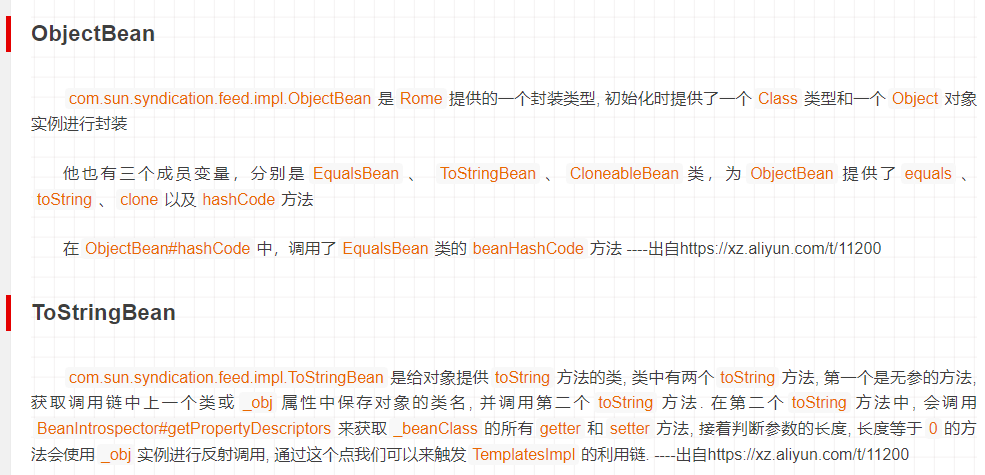 ObjectBean
com.sun.syndication.feed.impl.ObjectBean 是 Rome 提供的一个封装类型, 初始化时提供了一个 Class 类型和一个 Object 对象
实例进行封装
他也有三个成员变量，分别是 EqualsBean 、 ToStringBean 、 CloneableBean 类，为 ObjectBean 提供了 equals 、
toString 、 clone 以及 hashCode 方法
在 ObjectBean#hashCode 中，调用了 EqualsBean 类的 beanHashCode 方法 ----出自https://xz.aliyun.com/t/11200
ToStringBean
com.sun.syndication.feed.impl.ToStringBean 是给对象提供 toString 方法的类, 类中有两个 toString 方法, 第一个是无参的方法,
获取调用链中上一个类或 _obj 属性中保存对象的类名, 并调用第二个 toString 方法. 在第二个 toString 方法中, 会调用
BeanIntrospector#getPropertyDescriptors 来获取 _beanClass 的所有 getter 和 setter 方法, 接着判断参数的长度, 长度等于 0 的方
法会使用 _obj 实例进行反射调用, 通过这个点我们可以来触发 TemplatesImpl 的利用链. ----出自https://xz.aliyun.com/t/11200